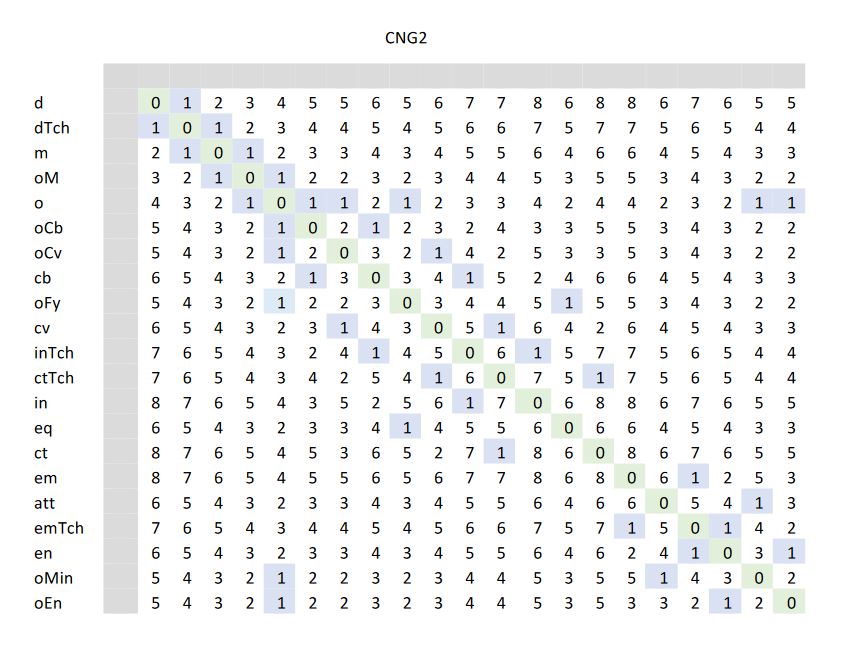 CNG2
d 0 1 2 3 4 5 5 6 5 6 7 7 8 6 8 8 6 7 6 5 5
dTch 1 0 1 2 3 4 4 5 4 5 6 6 7 5 7 7 5 6 5 4 4
m 2 1 0 1 2 3 3 4 3 4 5 5 6 4 6 6 4 5 4 3 3
oM 3 2 1 0 1 2 2 3 2 3 4 4 5 3 5 5 3 4 3 2 2
o 4 3 2 1 0 1 1 2 1 2 3 3 4 2 4 4 2 3 2 1 1
oCb 5 4 3 2 1 0 2 1 2 3 2 4 3 3 5 5 3 4 3 2 2
oCv 5 4 3 2 1 2 0 3 2 1 4 2 5 3 3 5 3 4 3 2 2
cb 6 5 4 3 2 1 3 0 3 4 1 5 2 4 6 6 4 5 4 3 3
oFy 5 4 3 2 1 2 2 3 0 3 4 4 5 1 5 5 3 4 3 2 2
cv 6 5 4 3 2 3 1 4 3 0 5 1 6 4 2 6 4 5 4 3 3
inTch 7 6 5 4 3 2 4 1 4 5 0 6 1 5 7 7 5 6 5 4 4
ctTch 7 6 5 4 3 4 2 5 4 1 6 0 7 5 1 7 5 6 5 4 4
in 8 7 6 5 4 3 5 2 5 6 1 7 0 6 8 8 6 7 6 5 5
eq 6 5 4 3 2 3 3 4 1 4 5 5 6 0 6 6 4 5 4 3 3
ct 8 7 6 5 4 5 3 6 5 2 7 1 8 6 0 8 6 7 6 5 5
em 8 7 6 5 4 5 5 6 5 6 7 7 8 6 8 0 6 1 2 5 3
att 6 5 4 3 2 3 3 4 3 4 5 5 6 4 6 6 0 5 4 1 3
emTch 7 6 5 4 3 4 4 5 4 5 6 6 7 5 7 1 5 0 1 4 2
en 6 5 4 3 2 3 3 4 3 4 5 5 6 4 6 2 4 1 0 3 1
oMin 5 4 3 2 1 2 2 3 2 3 4 4 5 3 5 5 1 4 3 0 2
oEn 5 4 3 2 1 2 2 3 2 3 4 4 5 3 5 3 3 2 1 2 0